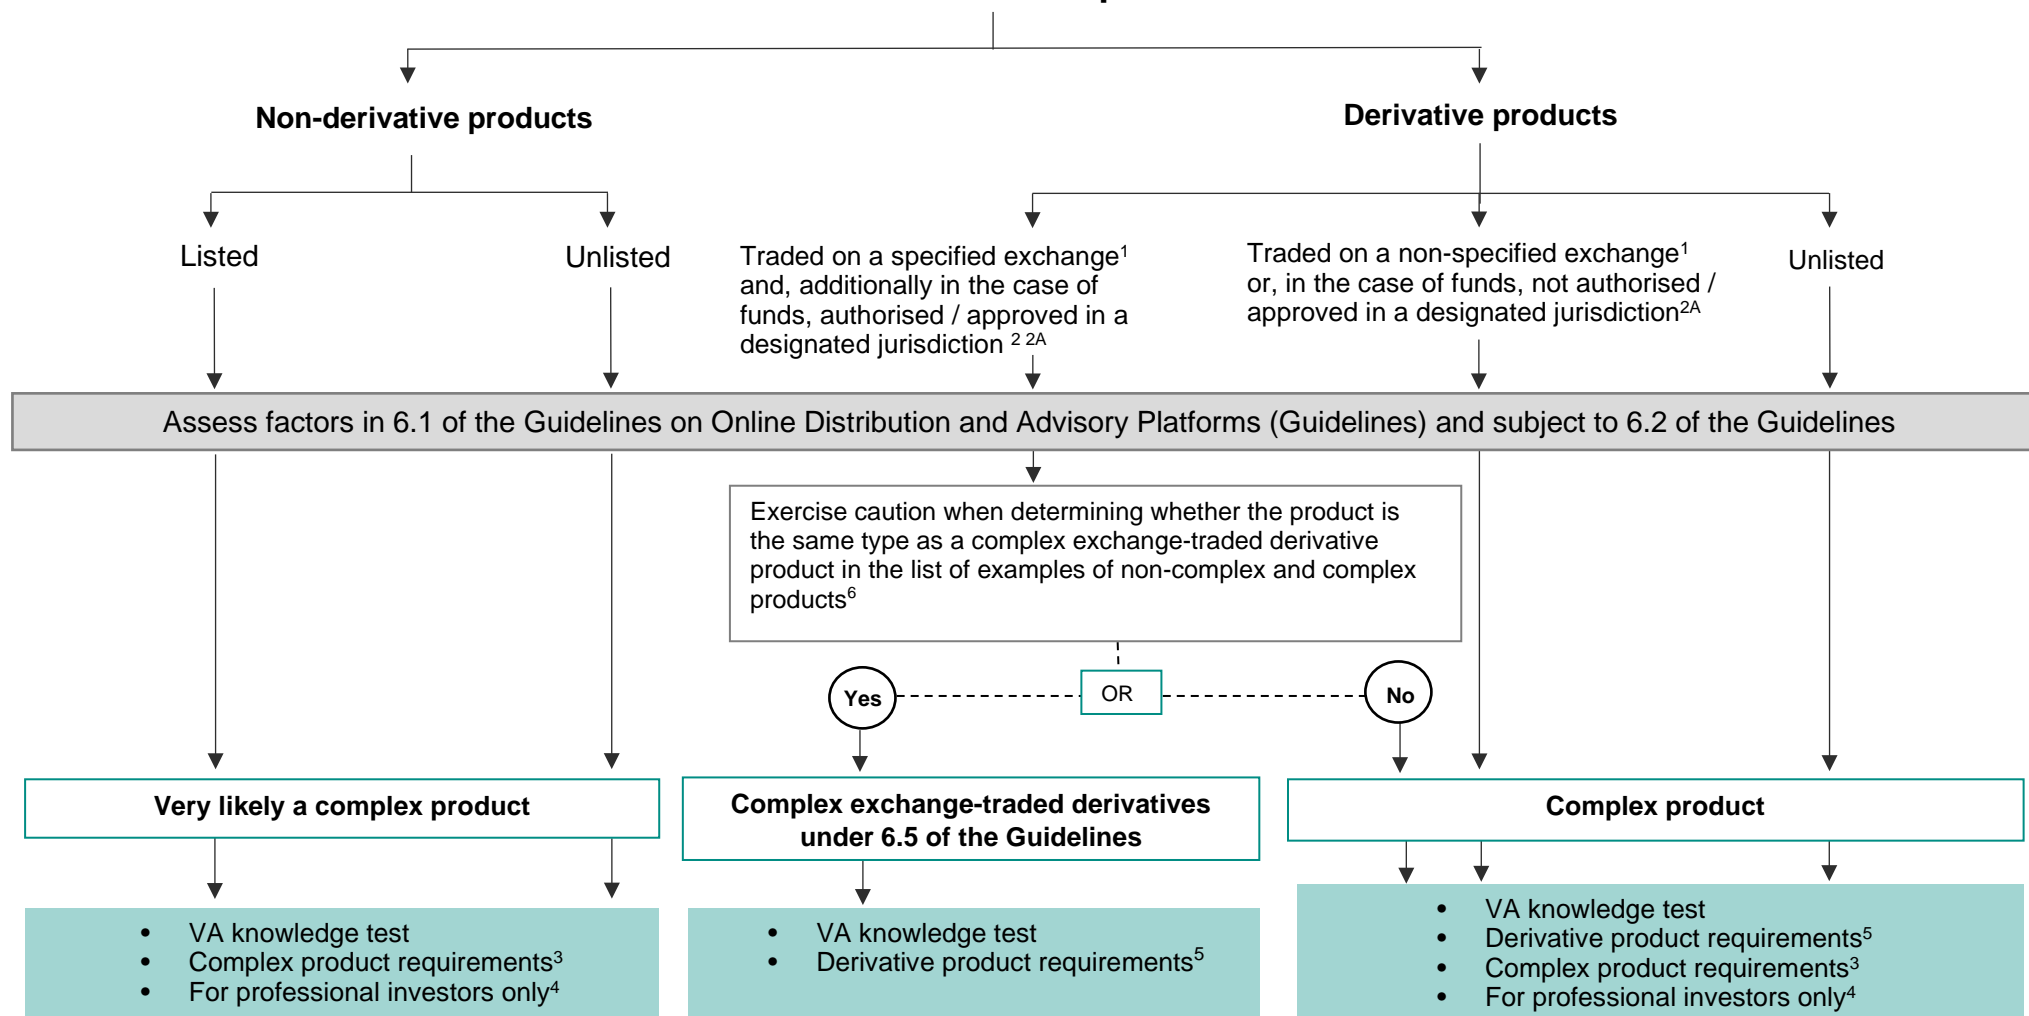 Non-derivative products
Derivative products
Listed
Unlisted
Traded on a specified exchange1
and, additionally in the case of
funds, authorised / approved in a
designated jurisdiction 2 2A
Traded on a non-specified exchange1
or, in the case of funds, not authorised /
approved in a designated jurisdiction2A
Unlisted
Assess factors in 6.1 of the Guidelines on Online Distribution and Advisory Platforms (Guidelines) and subject to 6.2 of the Guidelines
Exercise caution when determining whether the product is
the same type as a complex exchange-traded derivative
product in the list of examples of non-complex and complex
products6
Yes
OR
No
Very likely a complex product
Complex exchange-traded derivatives
under 6.5 of the Guidelines
Complex product
• VA knowledge test
• Complex product requirements3
• For professional investors only4
• VA knowledge test
• Derivative product requirements5
• VA knowledge test
• Derivative product requirements5
• Complex product requirements3
• For professional investors only4